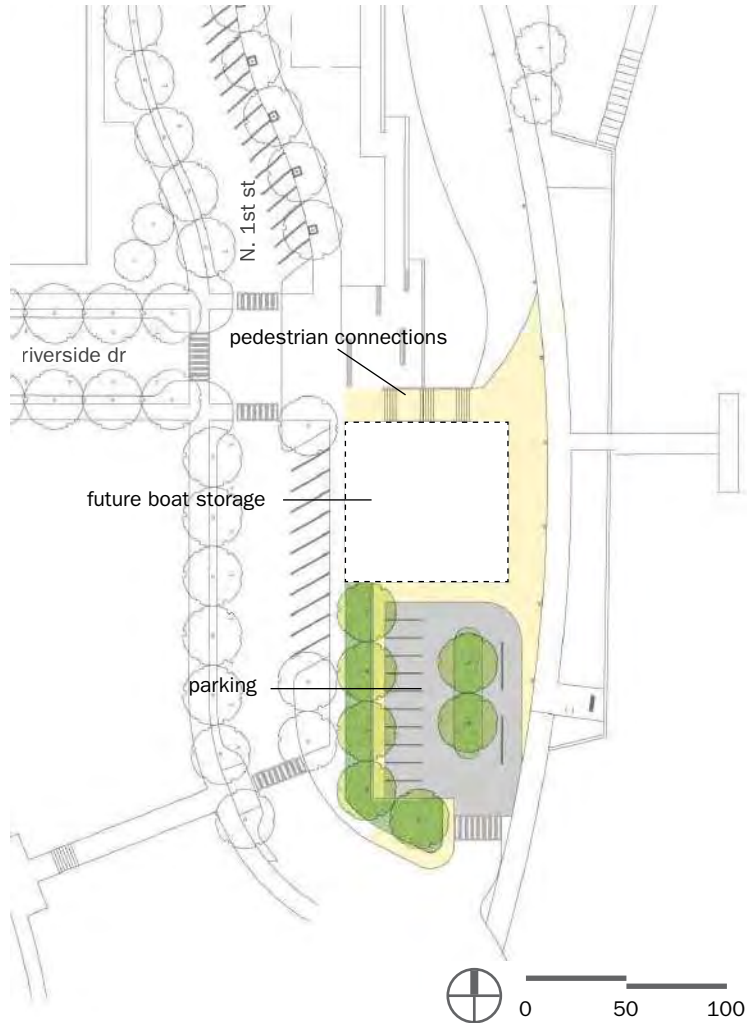 N. 1st st
pedestrian connections
riverside dr
future boat storage
parking
0 50 100